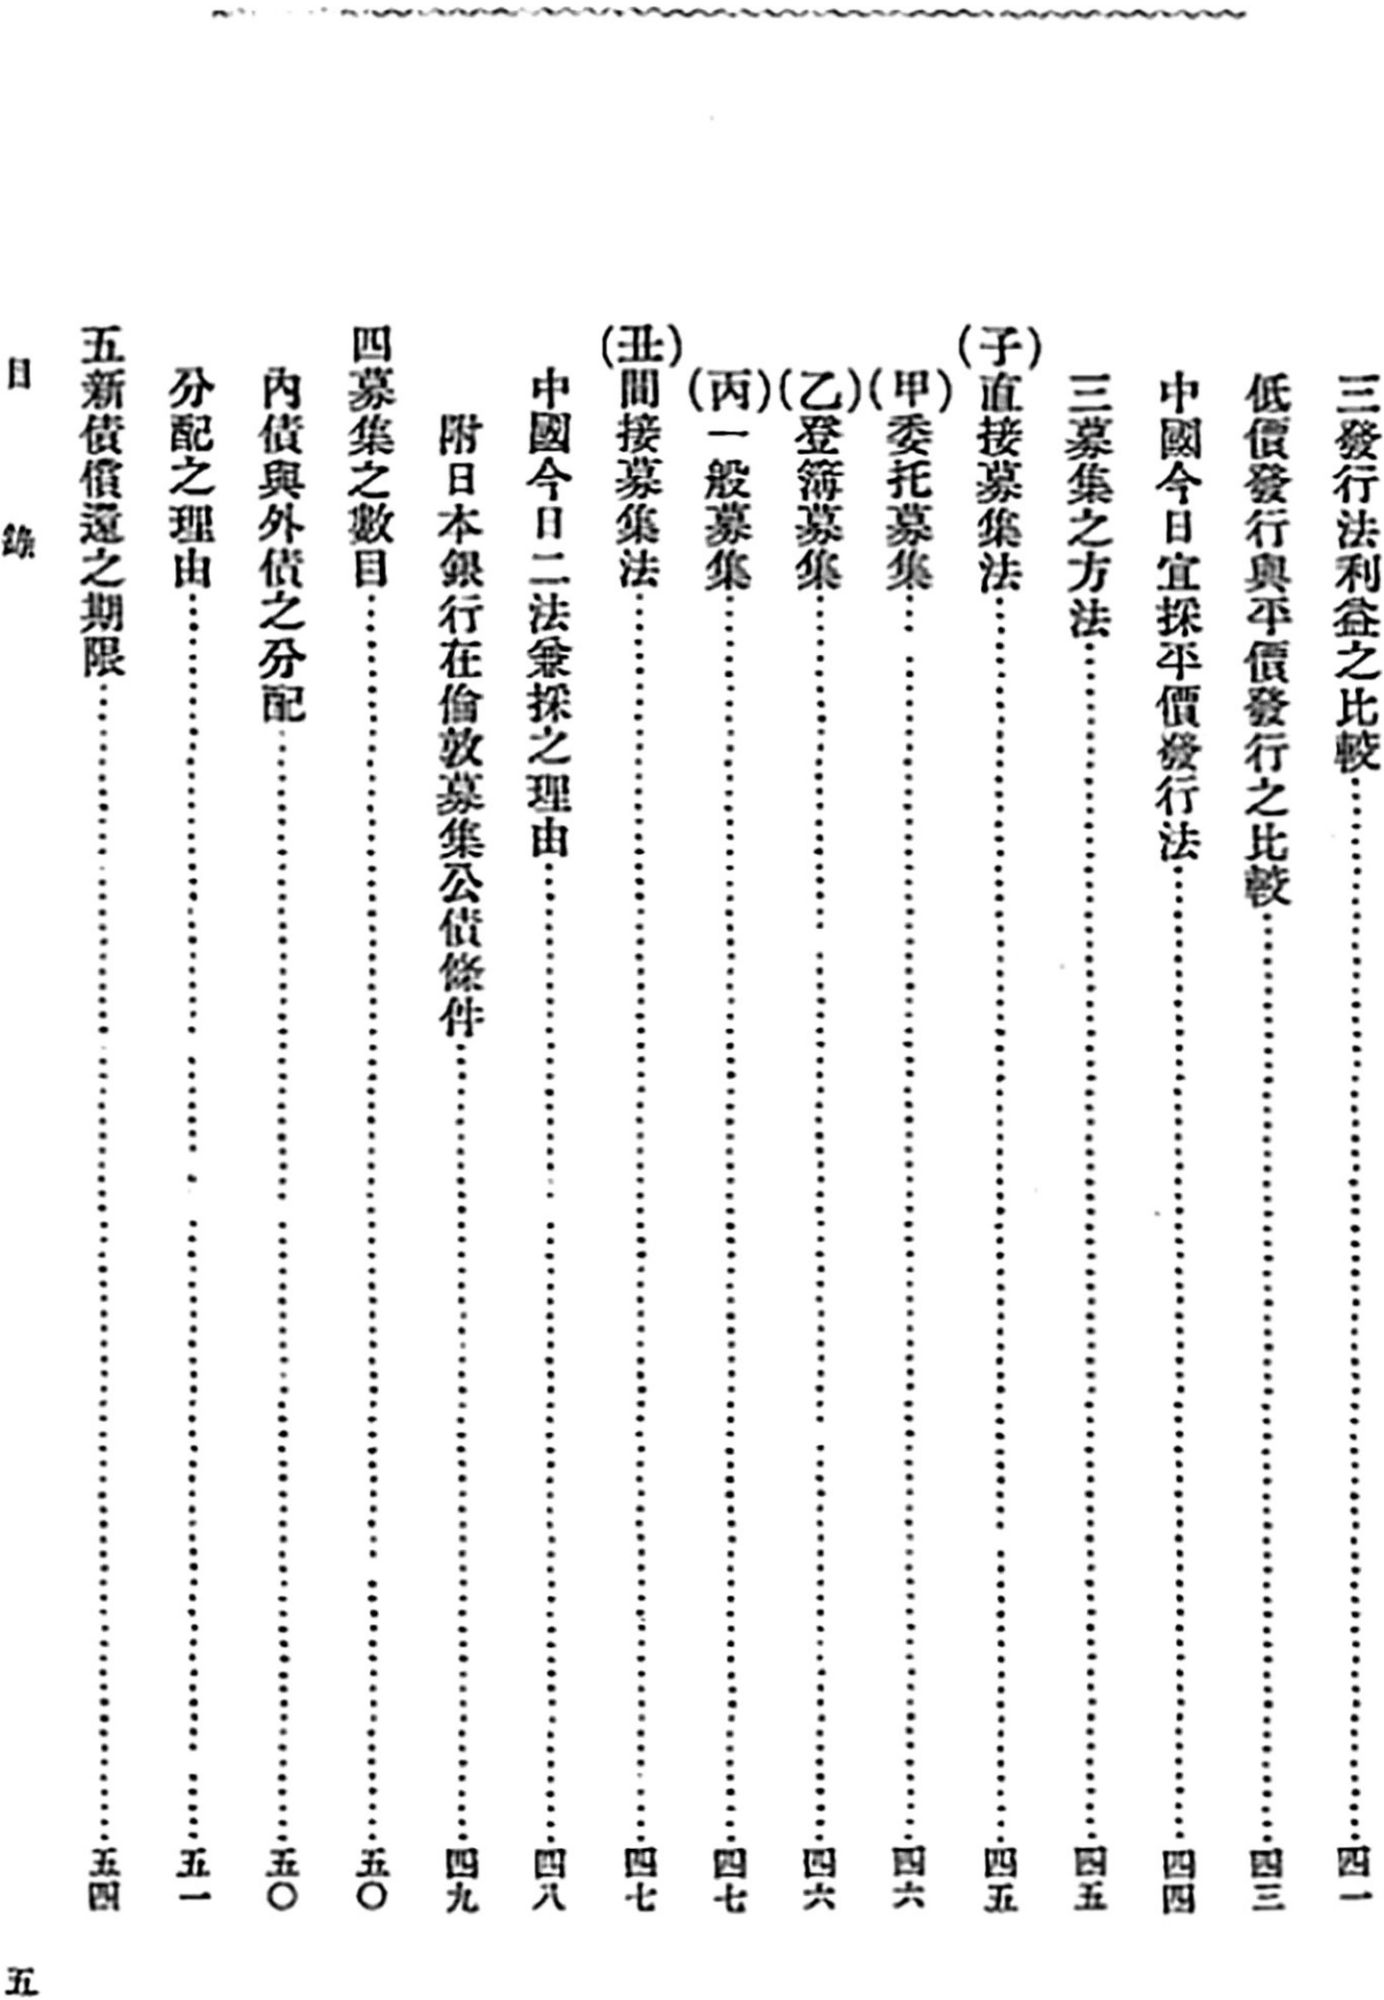 三發行法利益之比較…………四一
低價發行與平價發行之比較…………四三
中國今日宜採平價發行法…………四四
三募集之方法…………四五
(子)直接募集法…………四五
(甲)委托募集…………四六
(乙)登簿募集…………四六
(丙)一般募集…………四七
(丑)間接募集法…………四七
中國今日二法兼採之理由…………四八
附日本銀行在倫敦募集公債條件…………四九
四募集之數目…………五〇
內債與外債之分配…………五〇
分配之理由…………五一
五新債償還之期限…………五四
目錄
五